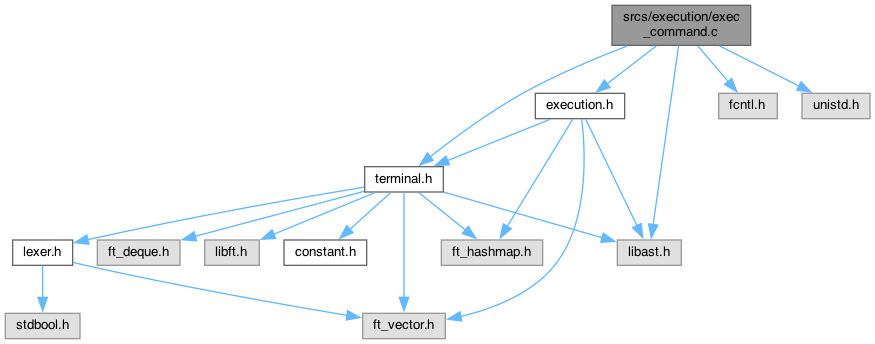 srcs/execution/exec
_command.c
execution.h
fcntl.h
unistd.h
terminal.h
lexer.h
ft_deque.h
libft.h
constant.h
ft_hashmap.h
libast.h
stdbool.h
ft_vector.h